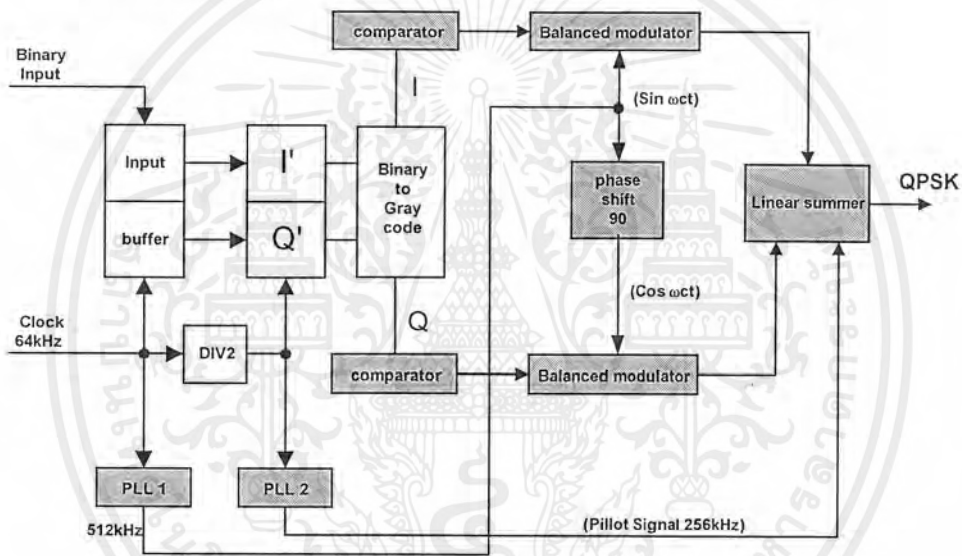 comparator
Balanced modulator
Binary
Input
I
(Sin ωct)
Input
I'
Binary
to
Gray
code
phase
shift
90
Linear summer
QPSK
buffer
Q'
(Cos ωct)
Q
Clock
64kHz
DIV2
comparator
Balanced modulator
PLL 1
PLL 2
512kHz
(Pillot Signal 256kHz)